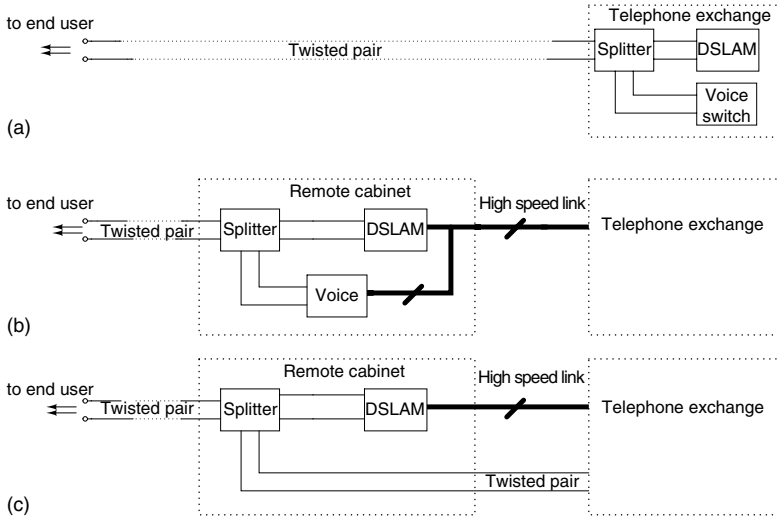 Telephone exchange
to end user
Twisted pair
Splitter
DSLAM
Voice
switch
(a)
Remote cabinet
High speed link
to end user
Twisted pair
Splitter
DSLAM
Telephone exchange
Voice
(b)
Remote cabinet
High speed link
to end user
Twisted pair
Splitter
DSLAM
Telephone exchange
Twisted pair
(c)